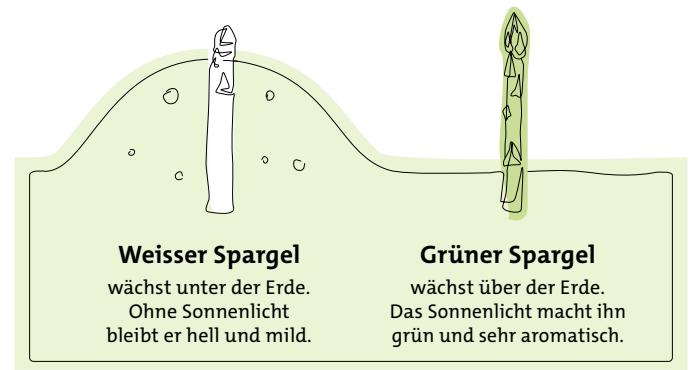 Weisser Spargel
wächst unter der Erde.
Ohne Sonnenlicht
bleibt er hell und mild.
Grüner Spargel
wächst über der Erde.
Das Sonnenlicht macht ihn
grün und sehr aromatisch.